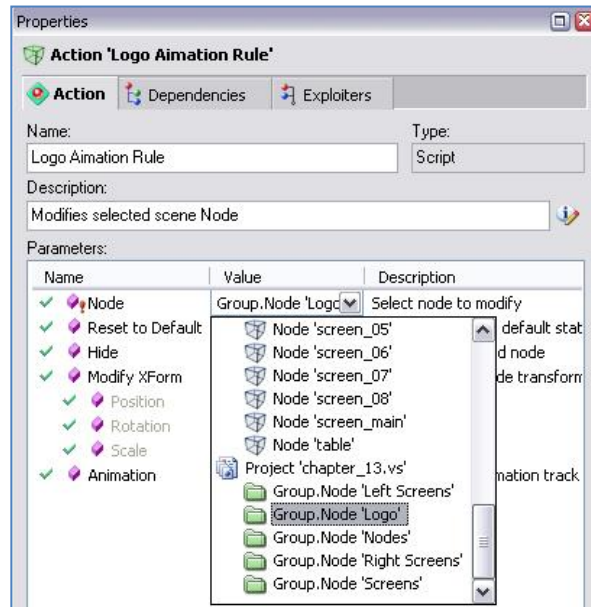 Properties
Action 'Logo Aimation Rule'
Action Dependencies Exploiters
Name: Type:
Logo Aimation Rule Script
Description:
Modifies selected scene Node
Parameters:
Name Value Description
Node Group.Node 'Logo Select node to modify
Reset to Default default stat
Hide d node
Modify XForm de transform
Position
Rotation
Scale
Animation mation track
Node 'screen_05'
Node 'screen_06'
Node 'screen_07'
Node 'screen_08'
Node 'screen_main'
Node 'table'
Project 'chapter_13.vs'
Group.Node 'Left Screens'
Group.Node 'Logo'
Group.Node 'Nodes'
Group.Node 'Right Screens'
Group.Node 'Screens'